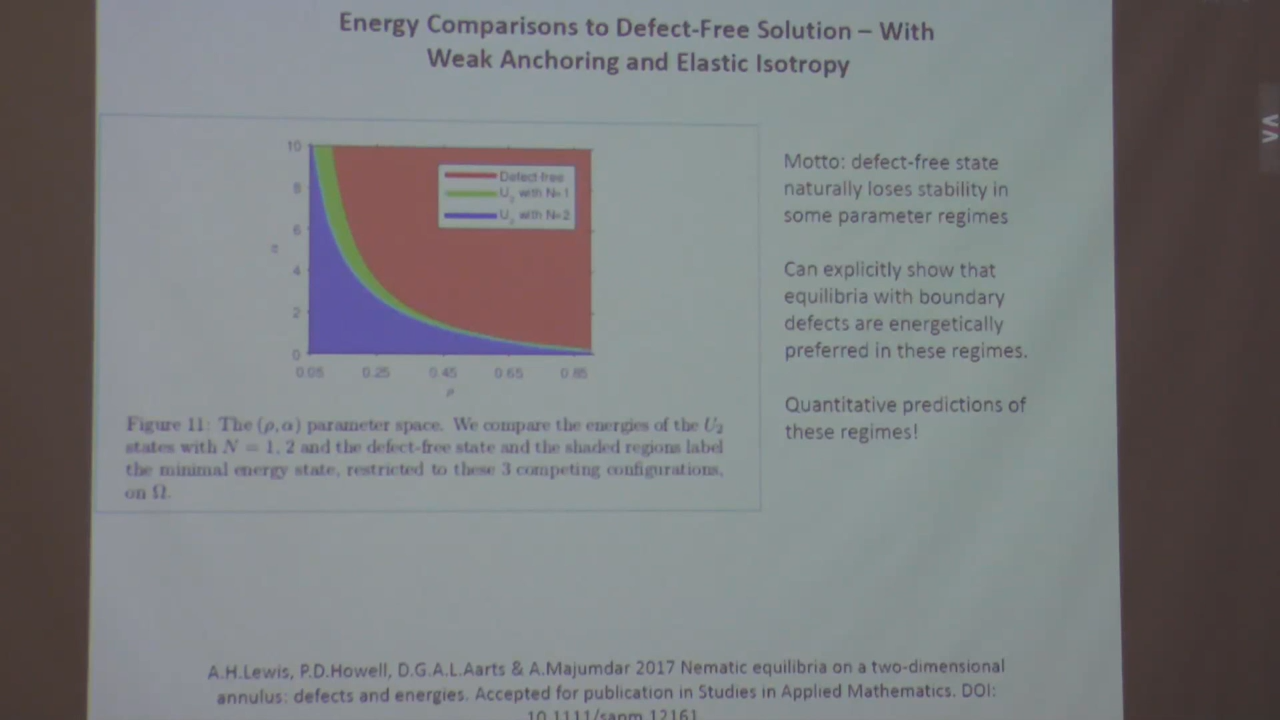 Energy Comparisons to Defect-Free Solution – With
Weak Anchoring and Elastic Isotropy
10
8
6
α
4
2
0
0.05 0.25 0.45 0.65 0.85
ρ
Defect-free
U₂ with N=1
U₂ with N=2
Figure 11: The (ρ,α) parameter space. We compare the energies of the U₂
states with N = 1, 2 and the defect-free state and the shaded regions label
the minimal energy state, restricted to these 3 competing configurations,
on Ω.
Motto: defect-free state
naturally loses stability in
some parameter regimes
Can explicitly show that
equilibria with boundary
defects are energetically
preferred in these regimes.
Quantitative predictions of
these regimes!
A.H.Lewis, P.D.Howell, D.G.A.L.Aarts & A.Majumdar 2017 Nematic equilibria on a two-dimensional
annulus: defects and energies. Accepted for publication in Studies in Applied Mathematics. DOI:
10.1111/sapm.12161